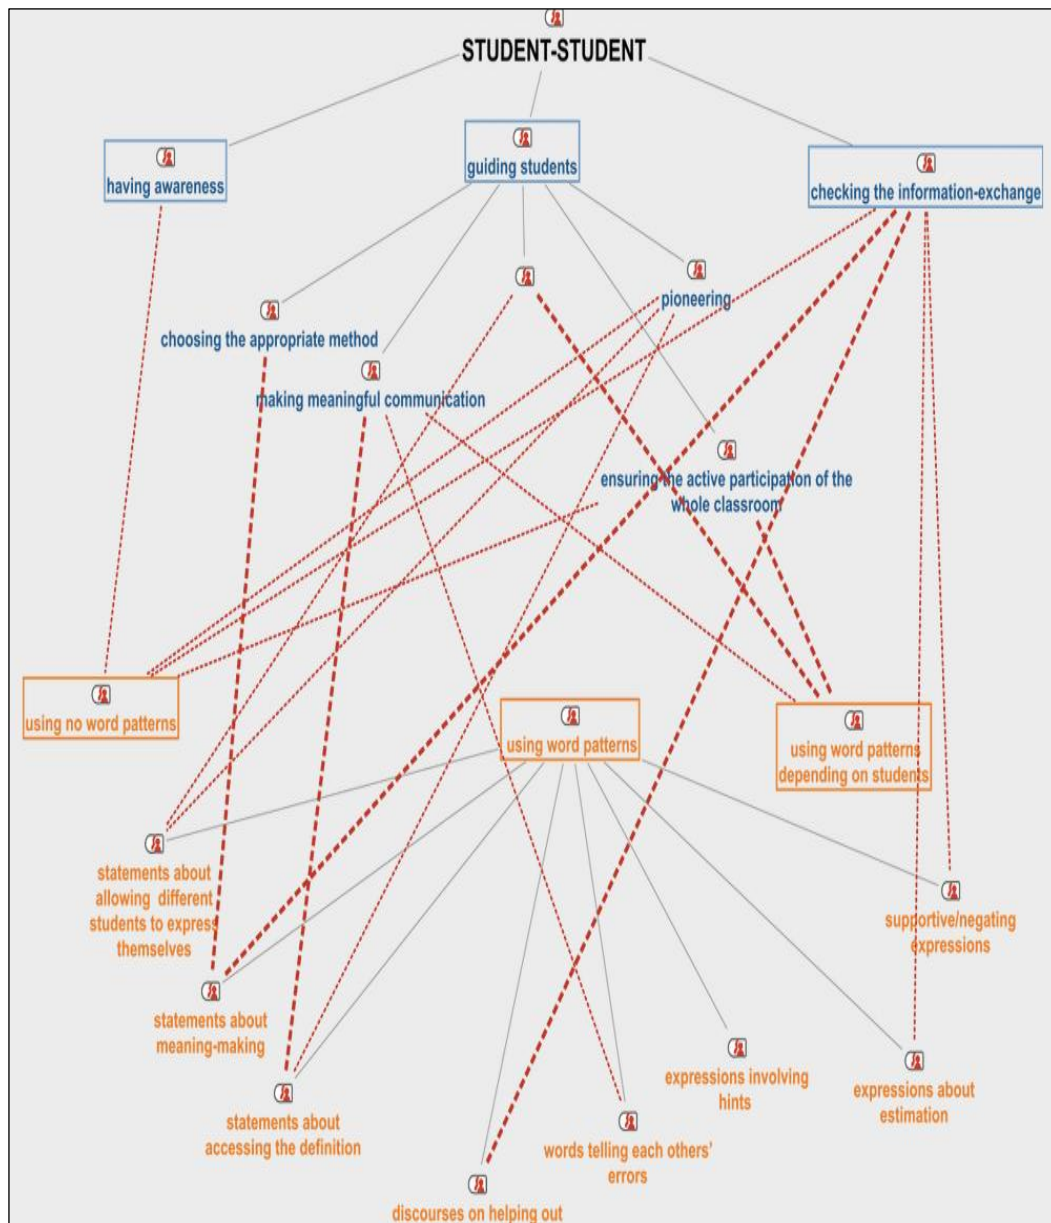 STUDENT-STUDENT
having awareness
guiding students
checking the information-exchange
pioneering
choosing the appropriate method
making meaningful communication
ensuring the active participation of the
whole classroom
using no word patterns
using word patterns
using word patterns
depending on students
statements about
allowing different
students to express
themselves
supportive/negating
expressions
statements about
meaning-making
expressions involving
hints
expressions about
estimation
statements about
accessing the definition
words telling each others'
errors
discourses on helping out